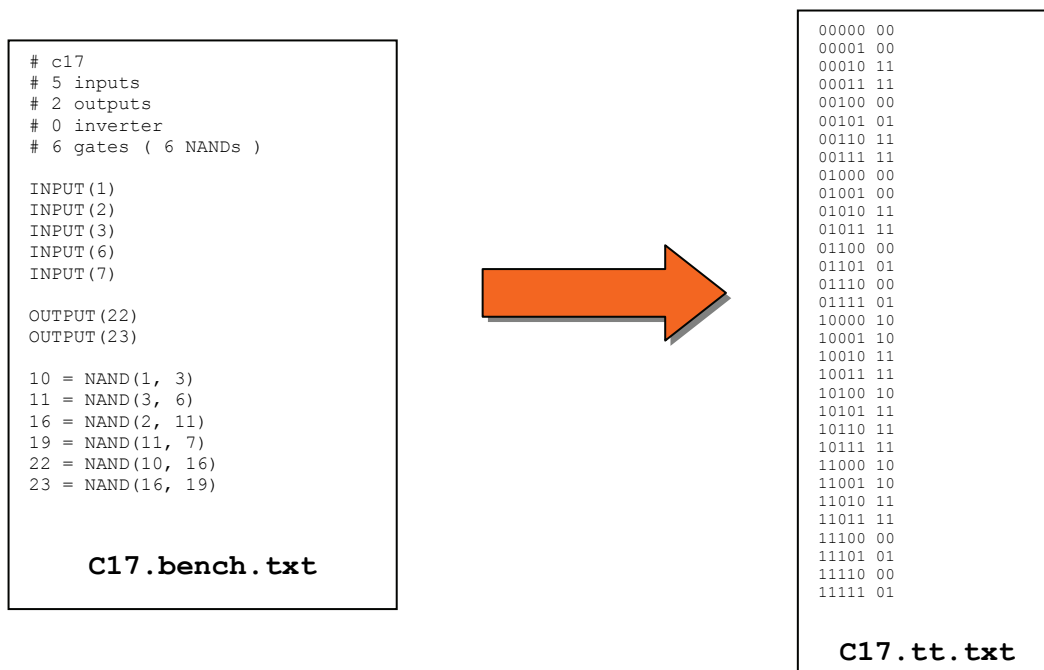 # c17
# 5 inputs
# 2 outputs
# 0 inverter
# 6 gates ( 6 NANDs )
INPUT(1)
INPUT(2)
INPUT(3)
INPUT(6)
INPUT(7)
OUTPUT(22)
OUTPUT(23)
10 = NAND(1, 3)
11 = NAND(3, 6)
16 = NAND(2, 11)
19 = NAND(11, 7)
22 = NAND(10, 16)
23 = NAND(16, 19)
C17.bench.txt
00000 00
00001 00
00010 11
00011 11
00100 00
00101 01
00110 11
00111 11
01000 00
01001 00
01010 11
01011 11
01100 00
01101 01
01110 00
01111 01
10000 10
10001 10
10010 11
10011 11
10100 10
10101 11
10110 11
10111 11
11000 10
11001 10
11010 11
11011 11
11100 00
11101 01
11110 00
11111 01
C17.tt.txt